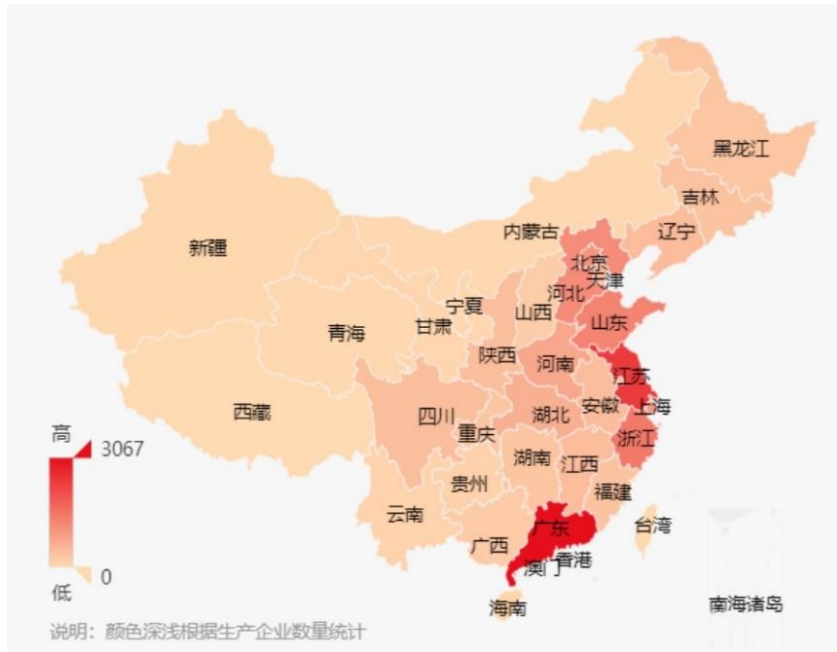 黑龙江
吉林
辽宁
内蒙古
新疆
北京
天津
河北
宁夏
山西
青海
甘肃
山东
陕西
河南
江苏
西藏
四川
湖北
安徽
上海
重庆
浙江
高
3067
湖南
江西
贵州
福建
云南
广东
台湾
广西
香港
澳门
0
低
海南
南海诸岛
说明：颜色深浅根据生产企业数量统计